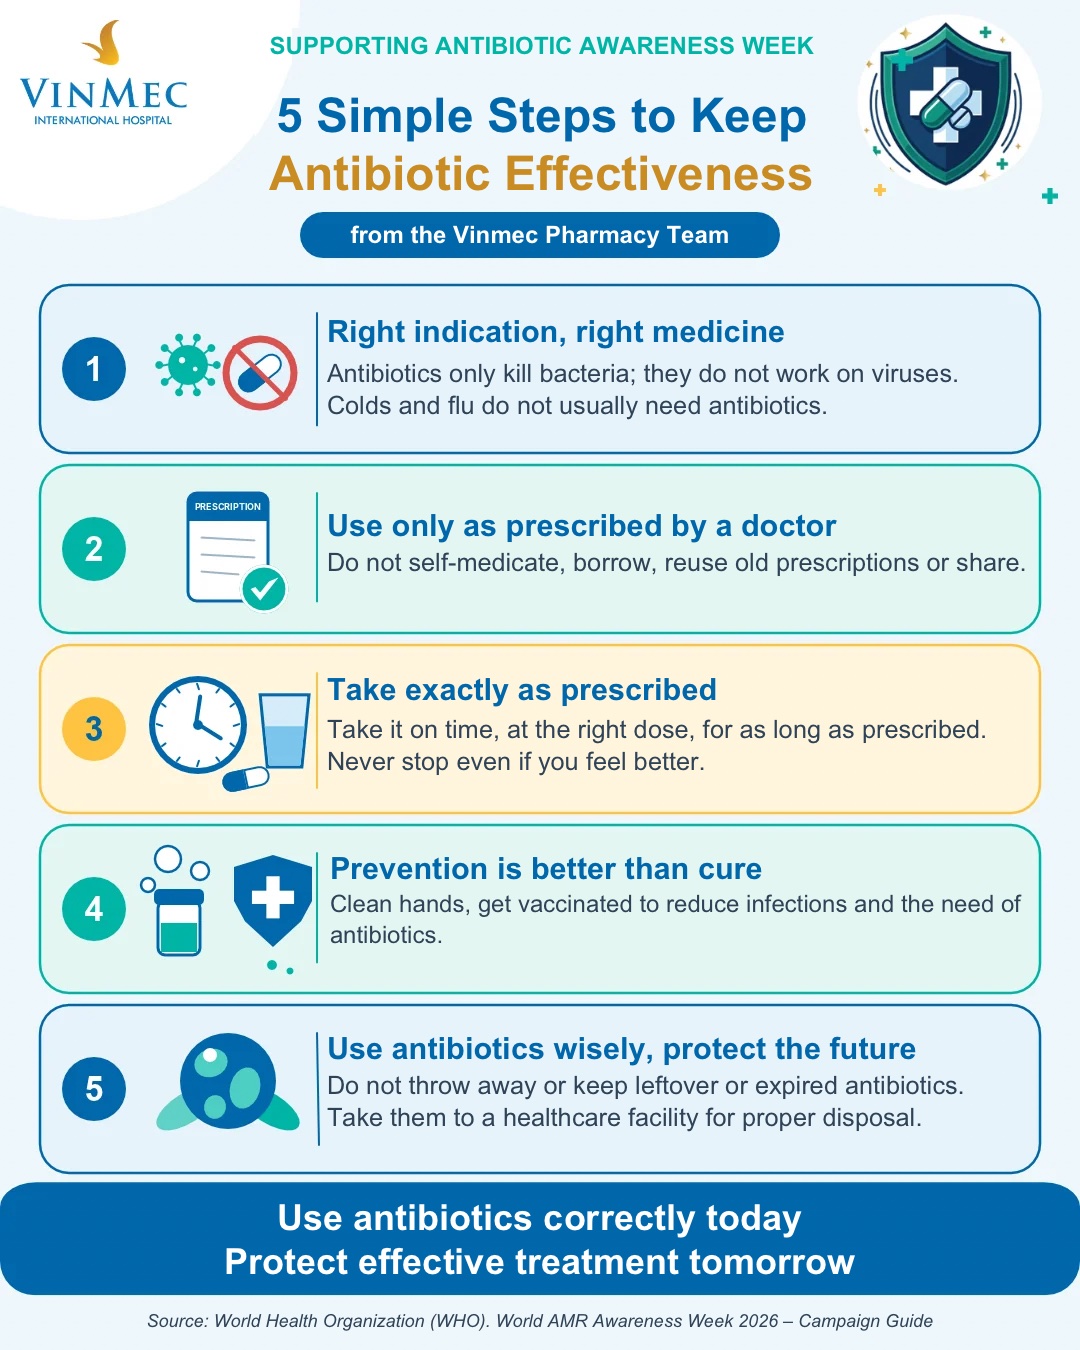 VINMEC
INTERNATIONAL HOSPITAL
SUPPORTING ANTIBIOTIC AWARENESS WEEK
5 Simple Steps to Keep
Antibiotic Effectiveness
from the Vinmec Pharmacy Team
1
Right indication, right medicine
Antibiotics only kill bacteria; they do not work on viruses.
Colds and flu do not usually need antibiotics.
2
PRESCRIPTION
Use only as prescribed by a doctor
Do not self-medicate, borrow, reuse old prescriptions or share.
3
Take exactly as prescribed
Take it on time, at the right dose, for as long as prescribed.
Never stop even if you feel better.
4
Prevention is better than cure
Clean hands, get vaccinated to reduce infections and the need of
antibiotics.
5
Use antibiotics wisely, protect the future
Do not throw away or keep leftover or expired antibiotics.
Take them to a healthcare facility for proper disposal.
Use antibiotics correctly today
Protect effective treatment tomorrow
Source: World Health Organization (WHO). World AMR Awareness Week 2026 – Campaign Guide